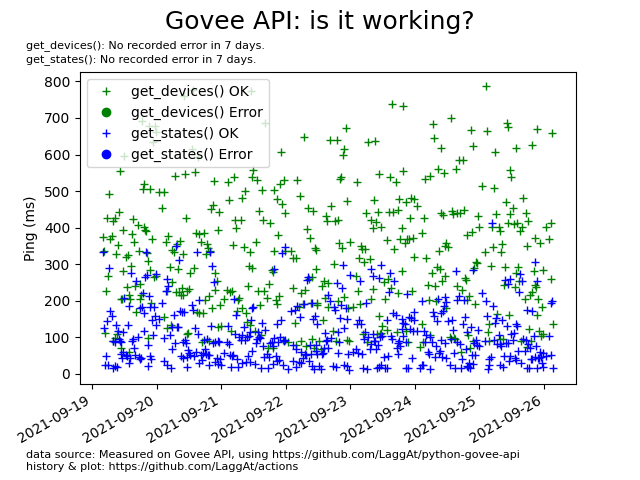 Govee API: is it working?
get_devices(): No recorded error in 7 days.
get_states(): No recorded error in 7 days.
get_devices() OK
get_devices() Error
get_states() OK
get_states() Error
Ping (ms)
800
700
600
500
400
300
200
100
0
2021-09-19
2021-09-20
2021-09-21
2021-09-22
2021-09-23
2021-09-24
2021-09-25
2021-09-26
data source: Measured on Govee API, using https://github.com/LaggAt/python-govee-api
history & plot: https://github.com/LaggAt/actions